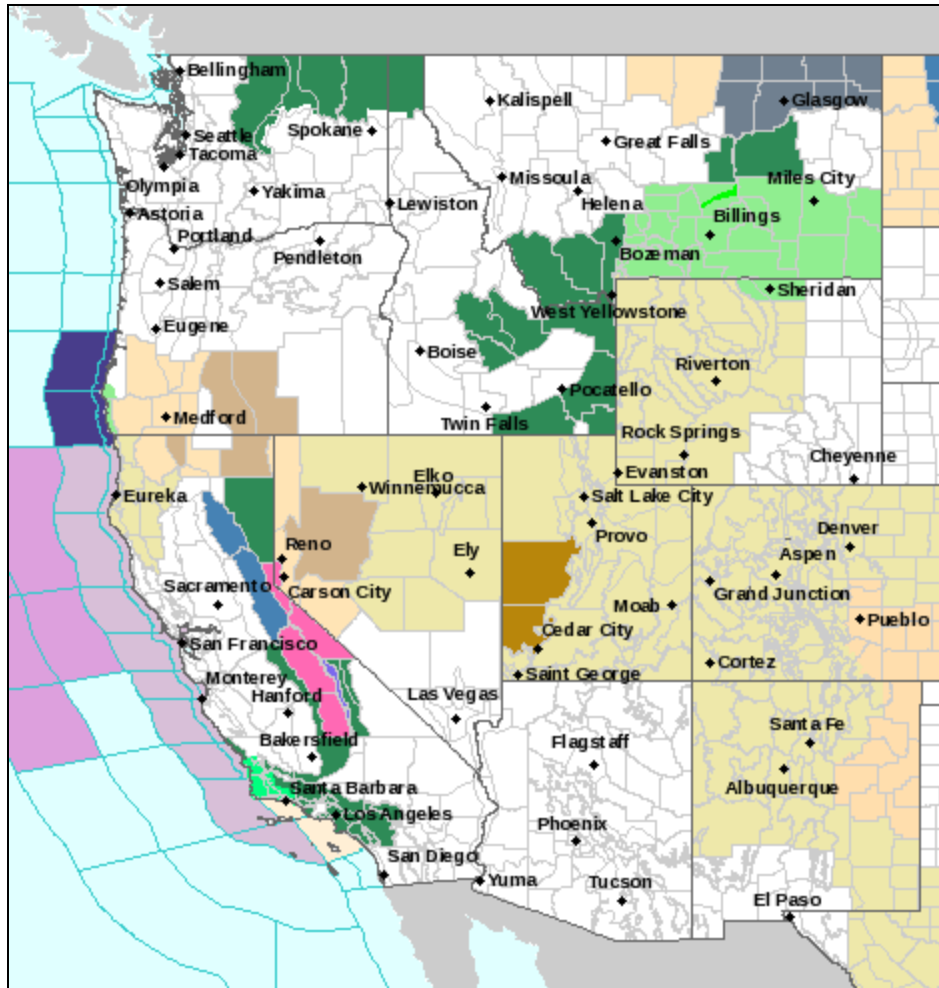 Bellingham
Kalispell
Glasgow
Seattle
Spokane
Great Falls
Tacoma
Olympia
Yakima
Missoula
Miles City
Lewiston
Helena
Astoria
Billings
Portland
Pendleton
Bozeman
Salem
Sheridan
West Yellowstone
Eugene
Boise
Riverton
Pocatello
Medford
Twin Falls
Rock Springs
Cheyenne
Elko
Evanston
Eureka
Winnemucca
Salt Lake City
Provo
Denver
Reno
Ely
Aspen
Sacramento
Carson City
Grand Junction
Moab
Pueblo
Cedar City
San Francisco
Cortez
Monterey
Saint George
Hanford
Las Vegas
Santa Fe
Bakersfield
Flagstaff
Santa Barbara
Albuquerque
Los Angeles
Phoenix
San Diego
Yuma
Tucson
El Paso